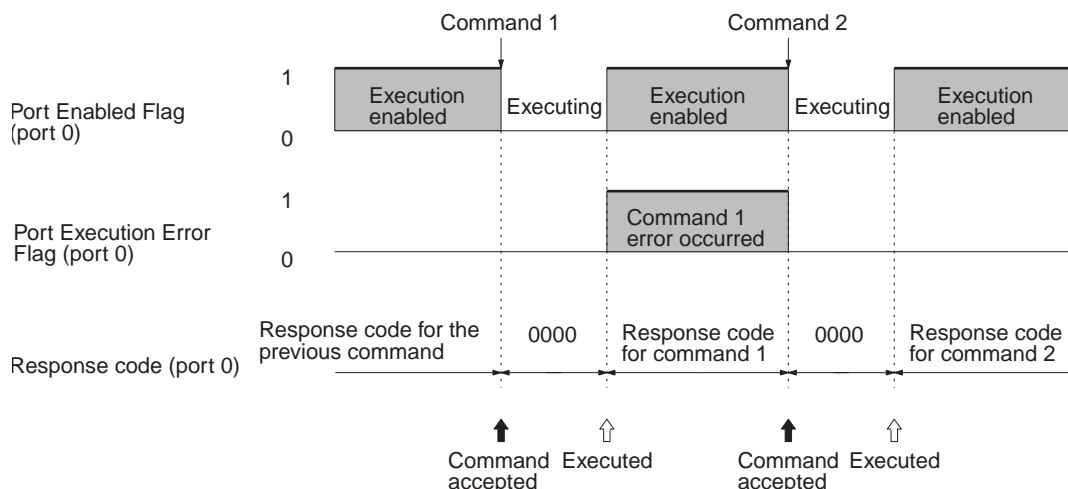 Command 1
Command 2
1
Port Enabled Flag
(port 0)
Execution
enabled
Executing
Execution
enabled
Executing
Execution
enabled
0
1
Port Execution Error
Flag (port 0)
Command 1
error occurred
0
Response code (port 0)
Response code for the
previous command
0000
Response code
for command 1
0000
Response code
for command 2
Command
accepted
Executed
Command
accepted
Executed